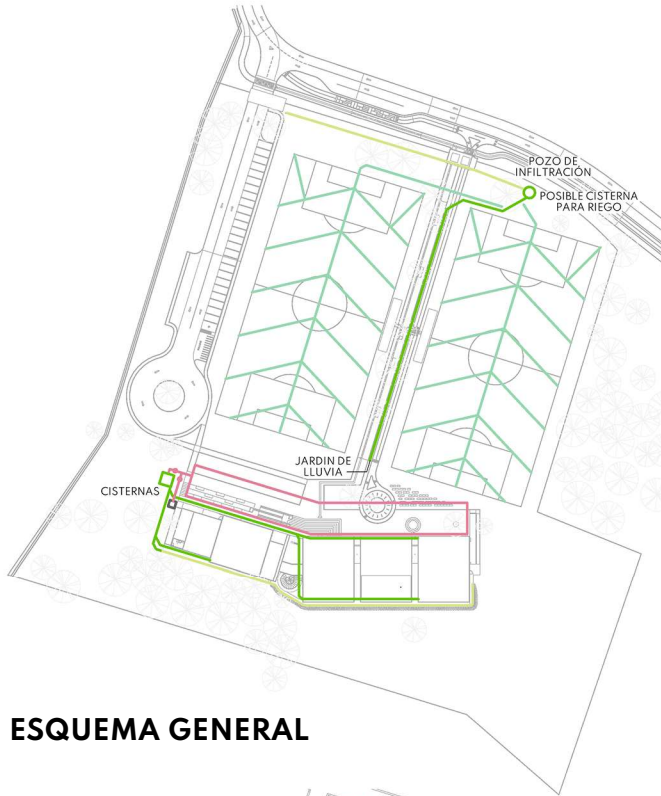 POZO DE
INFILTRACIÓN
POSIBLE CISTERNA
PARA RIEGO
JARDIN DE
LLUVIA
CISTERNAS
ESQUEMA GENERAL